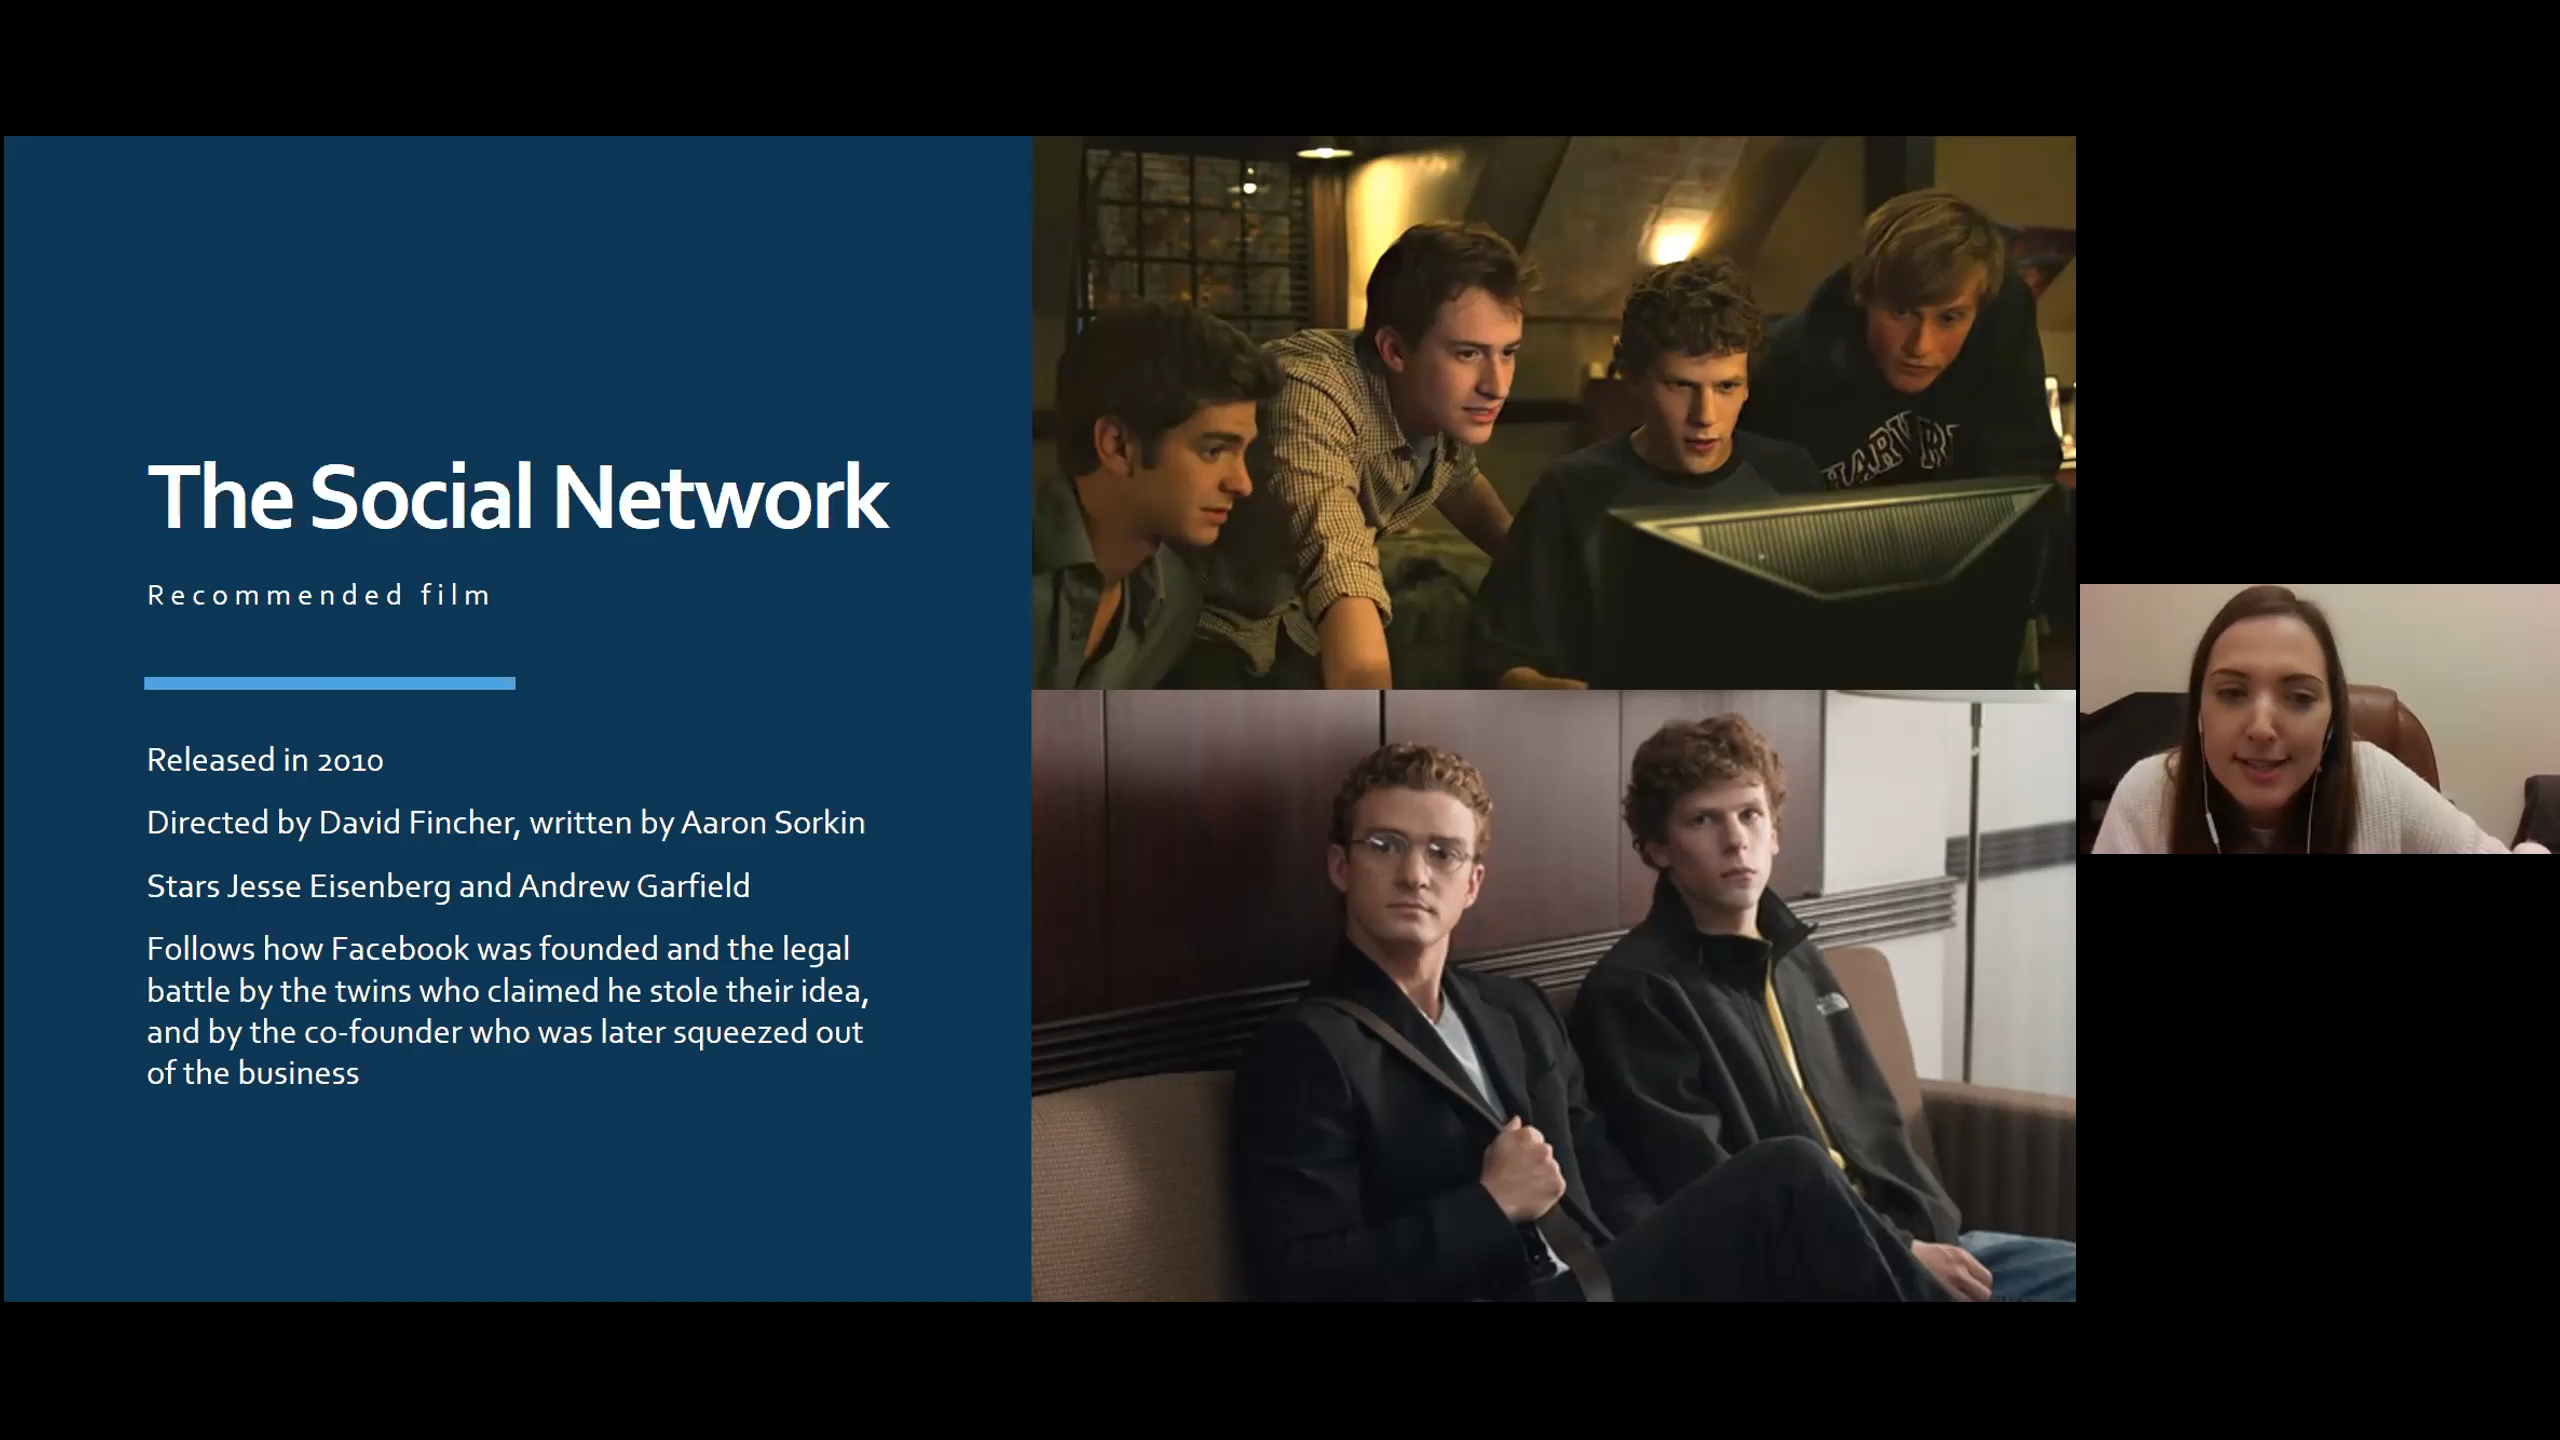 The Social Network
Recommended film
Released in 2010
Directed by David Fincher, written by Aaron Sorkin
Stars Jesse Eisenberg and Andrew Garfield
Follows how Facebook was founded and the legal
battle by the twins who claimed he stole their idea,
and by the co-founder who was later squeezed out
of the business
HARVARD